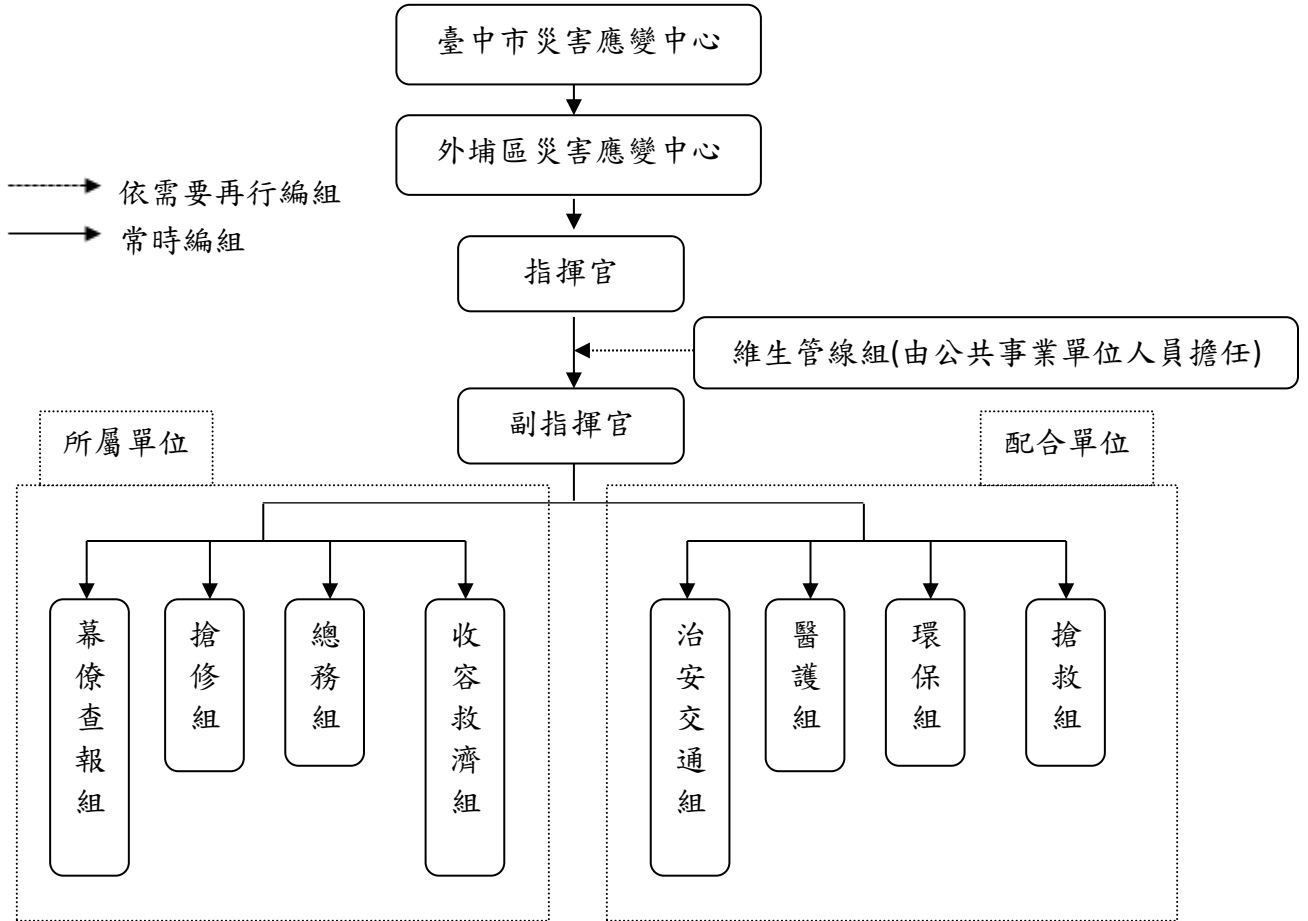 臺中市災害應變中心
外埔區災害應變中心
依需要再行編組
常時編組
指揮官
維生管線組(由公共事業單位人員擔任)
副指揮官
所屬單位
配合單位
幕僚查報組
搶修組
總務組
收容救濟組
治安交通組
醫護組
環保組
搶救組